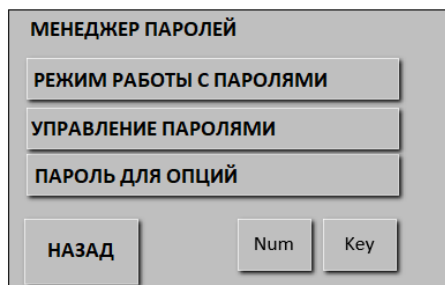 МЕНЕДЖЕР ПАРОЛЕЙ
РЕЖИМ РАБОТЫ С ПАРОЛЯМИ
УПРАВЛЕНИЕ ПАРОЛЯМИ
ПАРОЛЬ ДЛЯ ОПЦИЙ
НАЗАД Num Key